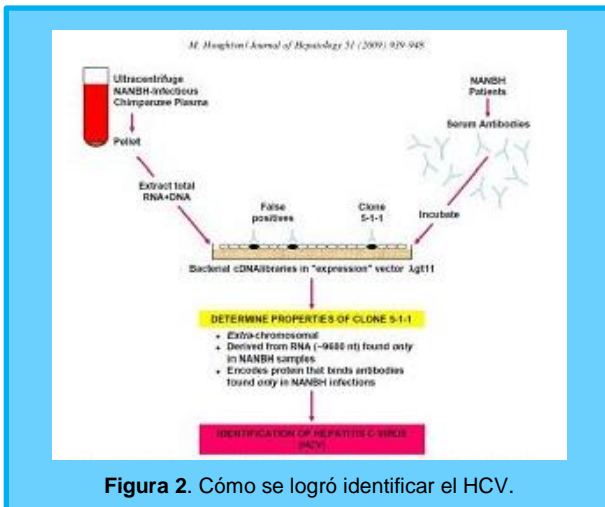 M. Houghton / Journal of Hepatology 51 (2009) 939-948
Ultracentrifuge
NANBH-Infectious
Chimpanzee Plasma
Pellet
Extract total
RNA+DNA
NANBH
Patients
Serum Antibodies
Incubate
False
positives
Clone
5-1-1
Bacterial cDNAlibraries in "expression" vector λgt11
DETERMINE PROPERTIES OF CLONE 5-1-1
• Extra-chromosomal
• Derived from RNA (~9600 nt) found only
in NANBH samples
• Encodes protein that binds antibodies
found only in NANBH infections
IDENTIFICATION OF HEPATITIS C VIRUS
(HCV)
Figura 2. Cómo se logró identificar el HCV.